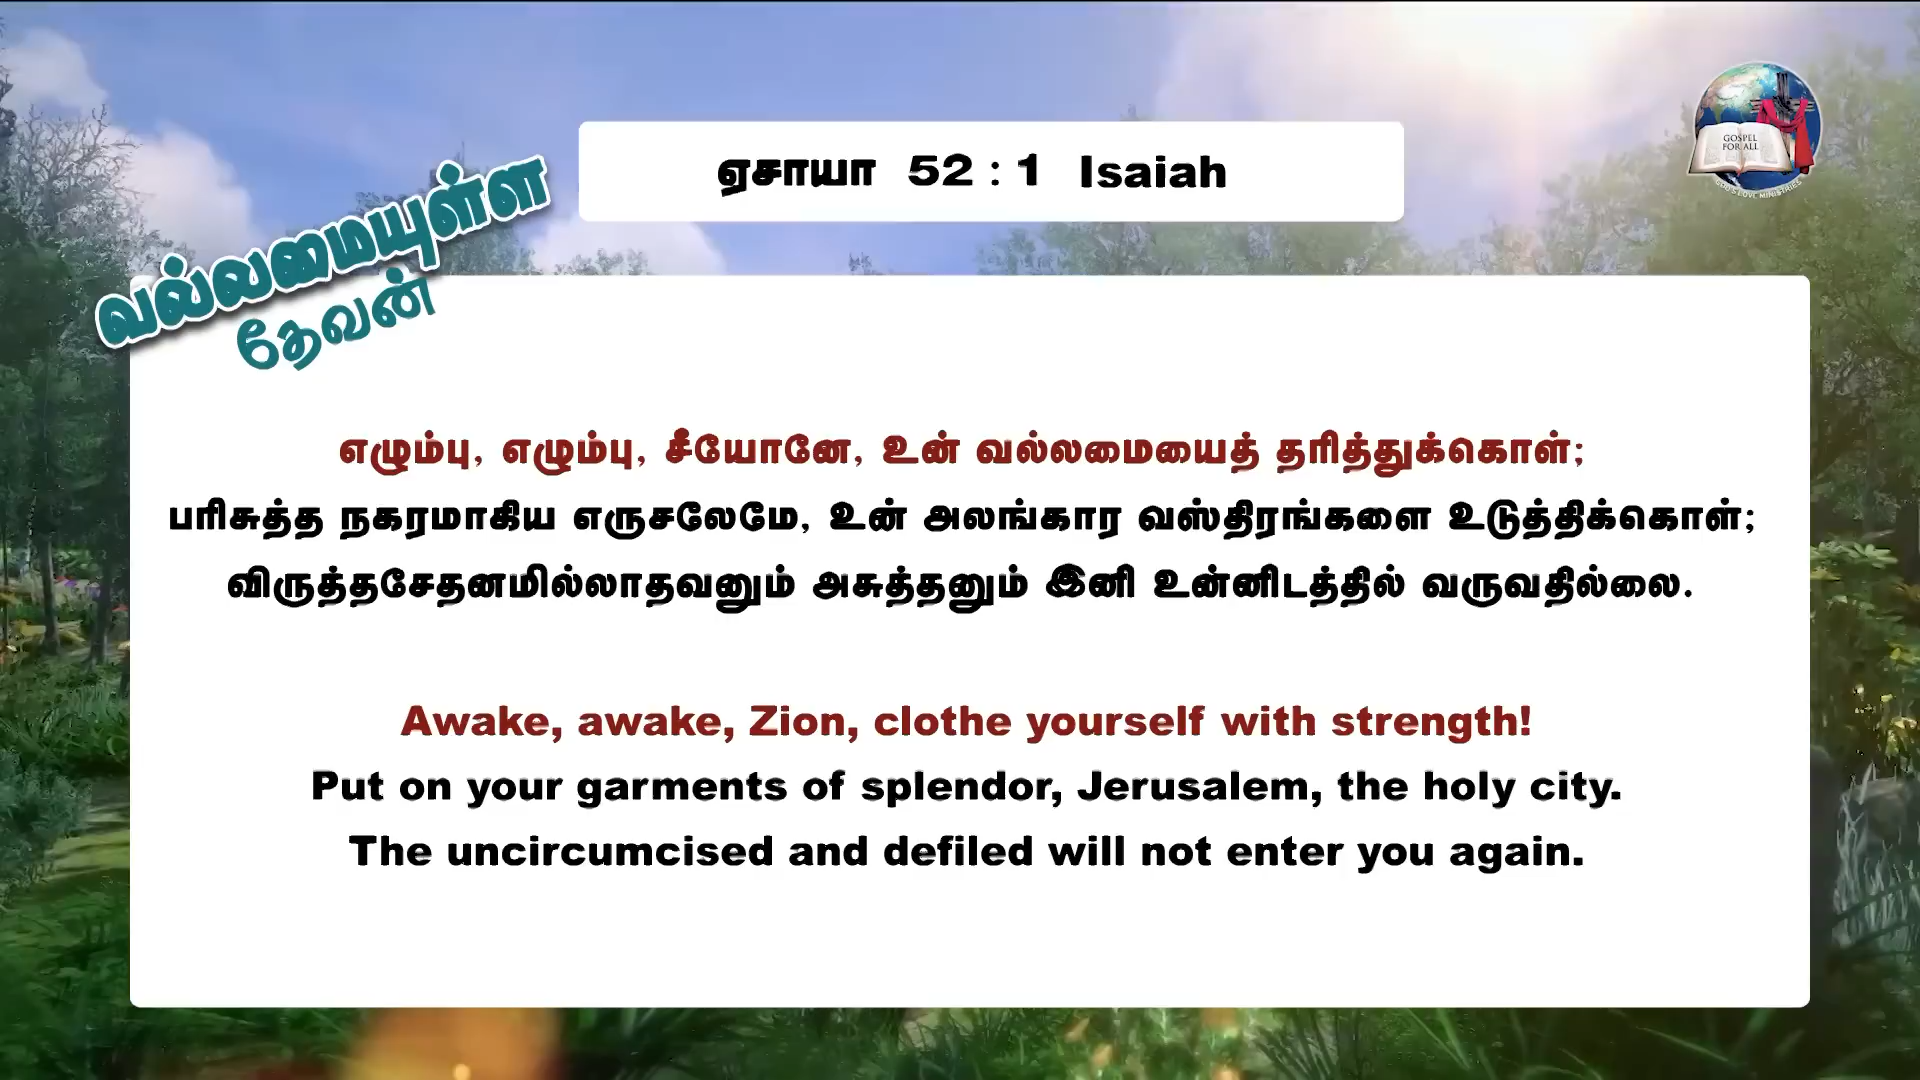 ஏசாயா 52 : 1 Isaiah
GOSPEL
FOR ALL
GOD'S LOVE MINISTRIES
வல்லமையுள்ள
தேவன்
எழும்பு, எழும்பு, சீயோனே, உன் வல்லமையைத் தரித்துக்கொள்;
பரிசுத்த நகரமாகிய எருசலேமே, உன் அலங்கார வஸ்திரங்களை உடுத்திக்கொள்;
விருத்தசேதனமில்லாதவனும் அசுத்தனும் இனி உன்னிடத்தில் வருவதில்லை.
Awake, awake, Zion, clothe yourself with strength!
Put on your garments of splendor, Jerusalem, the holy city.
The uncircumcised and defiled will not enter you again.